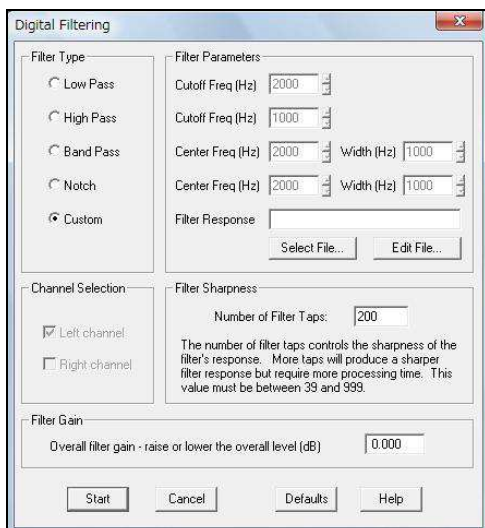 Digital Filtering
Filter Type
Low Pass
High Pass
Band Pass
Notch
Custom
Filter Parameters
Cutoff Freq (Hz) 2000
Cutoff Freq (Hz) 1000
Center Freq (Hz) 2000 Width (Hz) 1000
Center Freq (Hz) 2000 Width (Hz) 1000
Filter Response
Select File... Edit File...
Channel Selection
Left channel
Right channel
Filter Sharpness
Number of Filter Taps: 200
The number of filter taps controls the sharpness of the
filter's response. More taps will produce a sharper
filter response but require more processing time. This
value must be between 39 and 999.
Filter Gain
Overall filter gain - raise or lower the overall level (dB) 0.000
Start Cancel Defaults Help